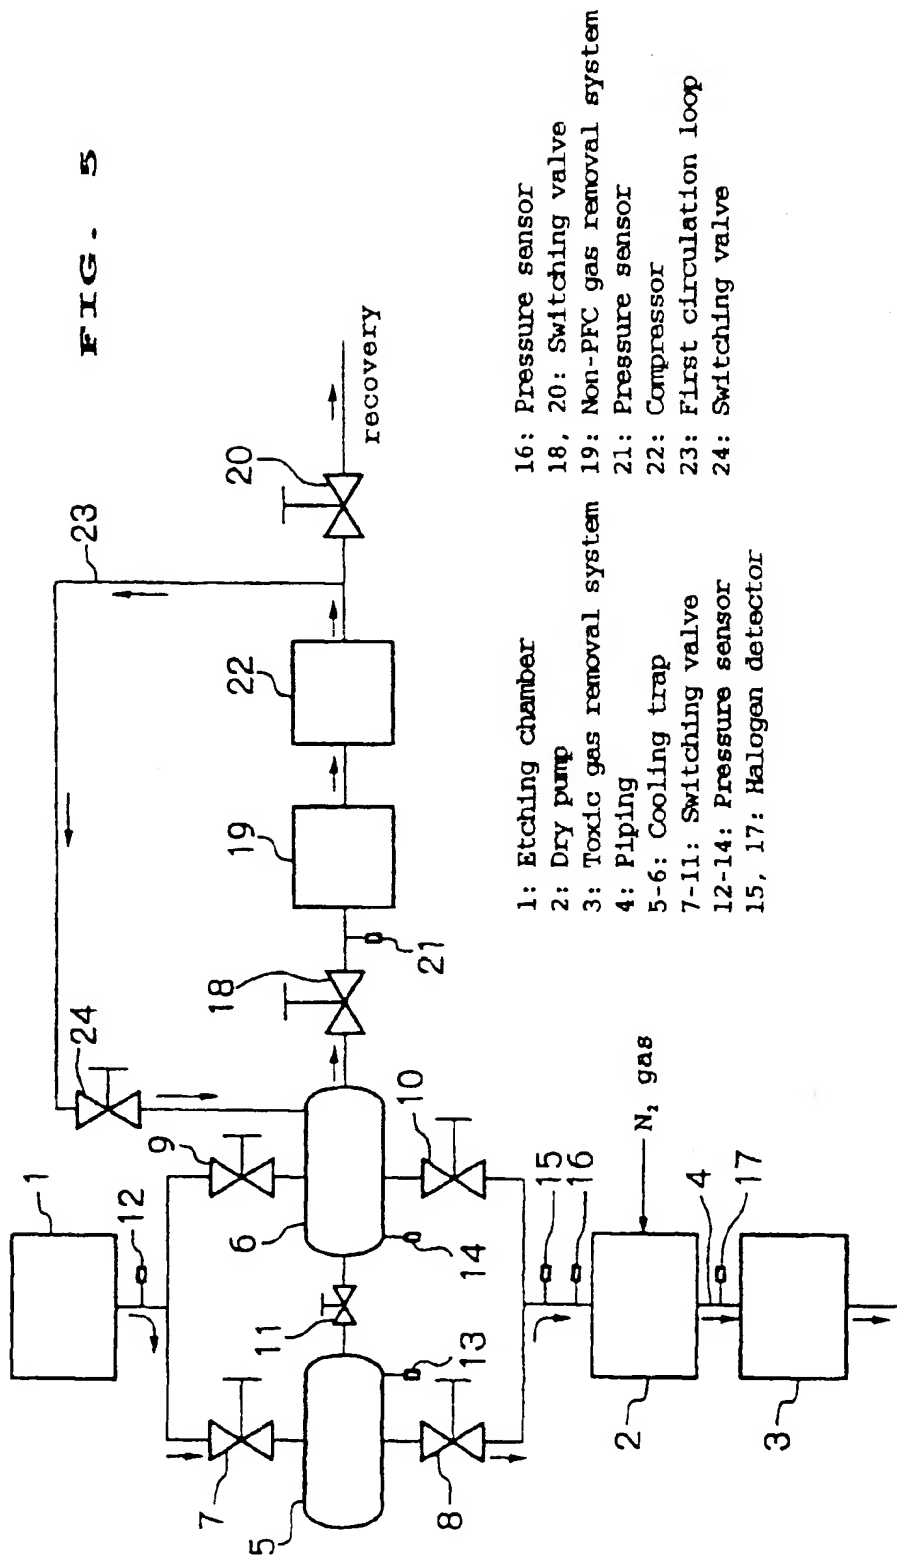 FIG. 5
1
12
9
24
23
7
5
11
6
14
13
8
10
18
21
19
22
20
recovery
15
16
N₂ gas
2
4
17
3
1: Etching chamber
2: Dry pump
3: Toxic gas removal system
4: Piping
5-6: Cooling trap
7-11: Switching valve
12-14: Pressure sensor
15, 17: Halogen detector
16: Pressure sensor
18, 20: Switching valve
19: Non-PFC gas removal system
21: Pressure sensor
22: Compressor
23: First circulation loop
24: Switching valve